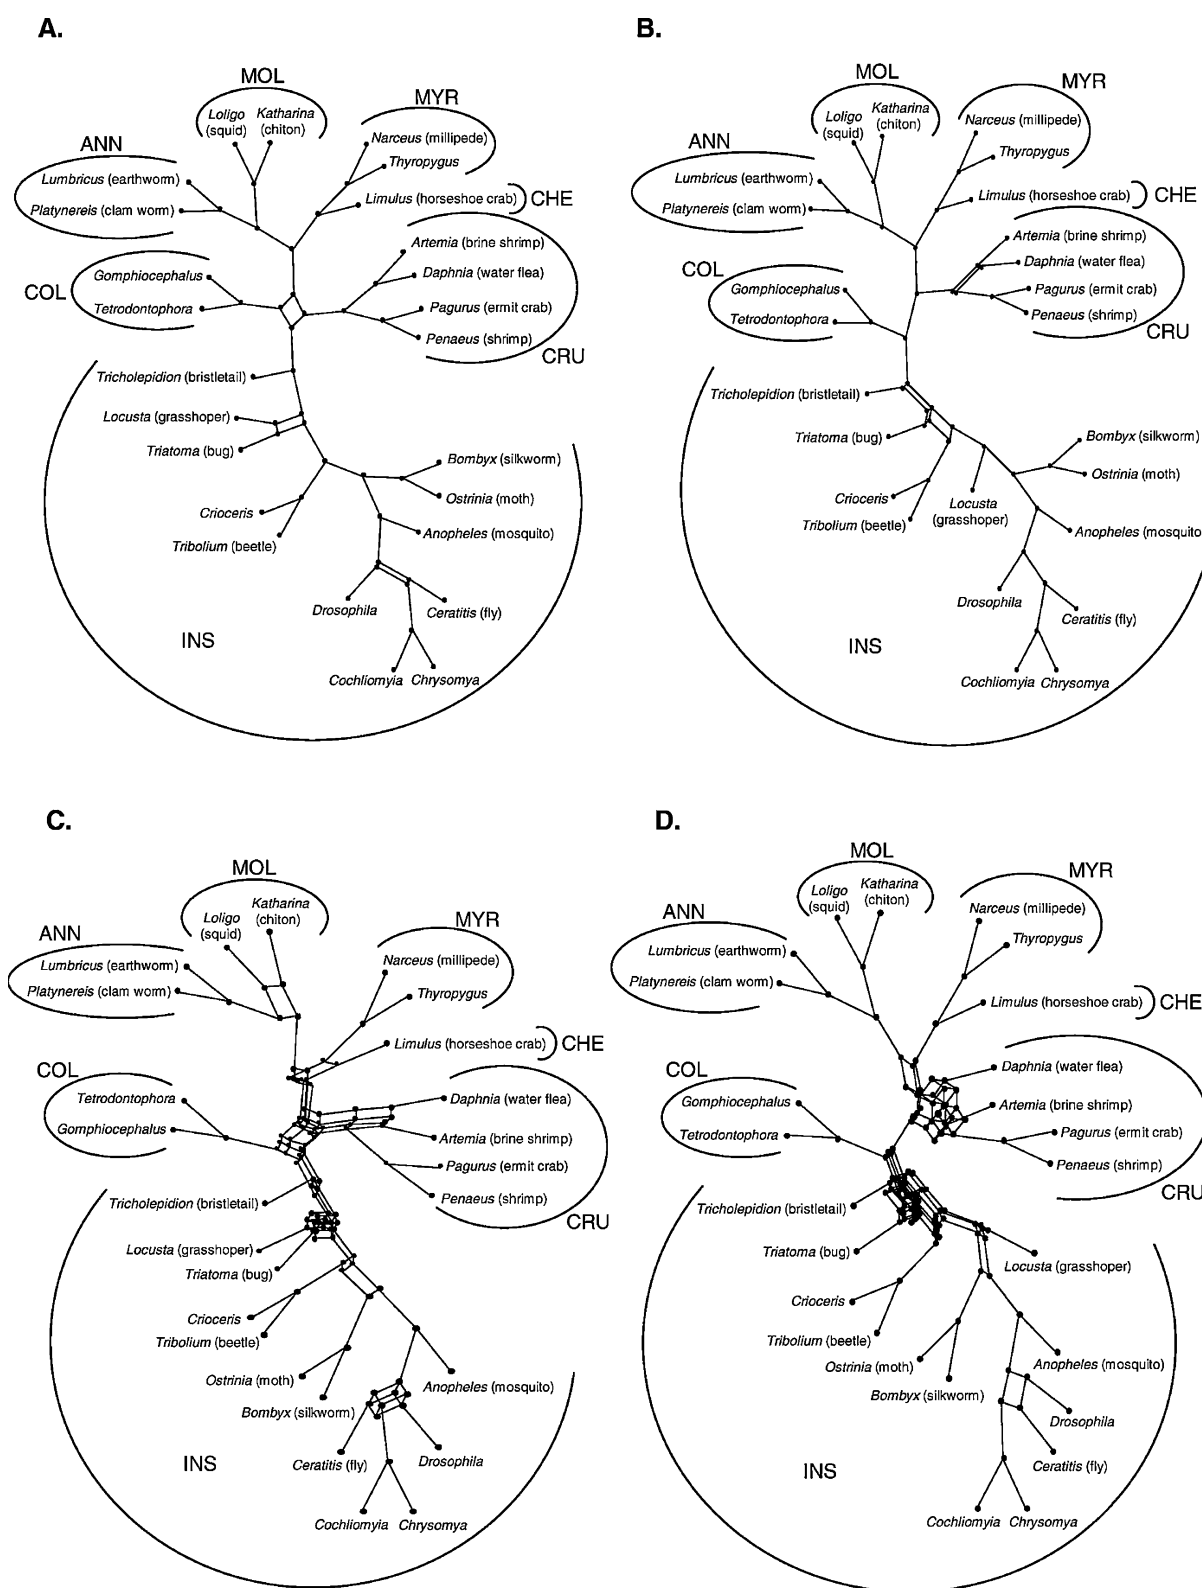 A.
MOL
Loligo
(squid)
Katharina
(chiton)
MYR
Narceus (millipede)
Thyropygus
ANN
Lumbricus (earthworm)
Platynereis (clam worm)
Limulus (horseshoe crab)
CHE
Artemia (brine shrimp)
Daphnia (water flea)
Pagurus (ermit crab)
Penaeus (shrimp)
CRU
COL
Gomphiocephalus
Tetrodontophora
Tricholepidion (bristletail)
Locusta (grasshoper)
Triatoma (bug)
Bombyx (silkworm)
Ostrinia (moth)
Crioceris
Tribolium (beetle)
Anopheles (mosquito)
Drosophila
Ceratitis (fly)
INS
Cochliomyia
Chrysomya
B.
MOL
Loligo
(squid)
Katharina
(chiton)
MYR
Narceus (millipede)
Thyropygus
ANN
Lumbricus (earthworm)
Platynereis (clam worm)
Limulus (horseshoe crab)
CHE
Artemia (brine shrimp)
Daphnia (water flea)
Pagurus (ermit crab)
Penaeus (shrimp)
CRU
COL
Gomphiocephalus
Tetrodontophora
Tricholepidion (bristletail)
Triatoma (bug)
Bombyx (silkworm)
Ostrinia (moth)
Crioceris
Locusta
(grasshoper)
Tribolium (beetle)
Anopheles (mosquito
Drosophila
Ceratitis (fly)
INS
Cochliomyia
Chrysomya
C.
MOL
Loligo
(squid)
Katharina
(chiton)
MYR
Narceus (millipede)
Thyropygus
ANN
Lumbricus (earthworm)
Platynereis (clam worm)
Limulus (horseshoe crab)
CHE
COL
Tetrodontophora
Gomphiocephalus
Daphnia (water flea)
Artemia (brine shrimp)
Pagurus (ermit crab)
Penaeus (shrimp)
CRU
Tricholepidion (bristletail)
Locusta (grasshoper)
Triatoma (bug)
Crioceris
Tribolium (beetle)
Ostrinia (moth)
Bombyx (silkworm)
Anopheles (mosquito)
Ceratitis (fly)
Drosophila
INS
Cochliomyia
Chrysomya
D.
MOL
Loligo
(squid)
Katharina
(chiton)
MYR
Narceus (millipede)
Thyropygus
ANN
Lumbricus (earthworm)
Platynereis (clam worm)
Limulus (horseshoe crab)
CHE
COL
Gomphiocephalus
Tetrodontophora
Daphnia (water flea)
Artemia (brine shrimp)
Pagurus (ermit crab)
Penaeus (shrimp)
CRU
Tricholepidion (bristletail)
Triatoma (bug)
Locusta (grasshoper)
Crioceris
Tribolium (beetle)
Ostrinia (moth)
Bombyx (silkworm)
Anopheles (mosquito)
Drosophila
Ceratitis (fly)
INS
Cochliomyia
Chrysomya